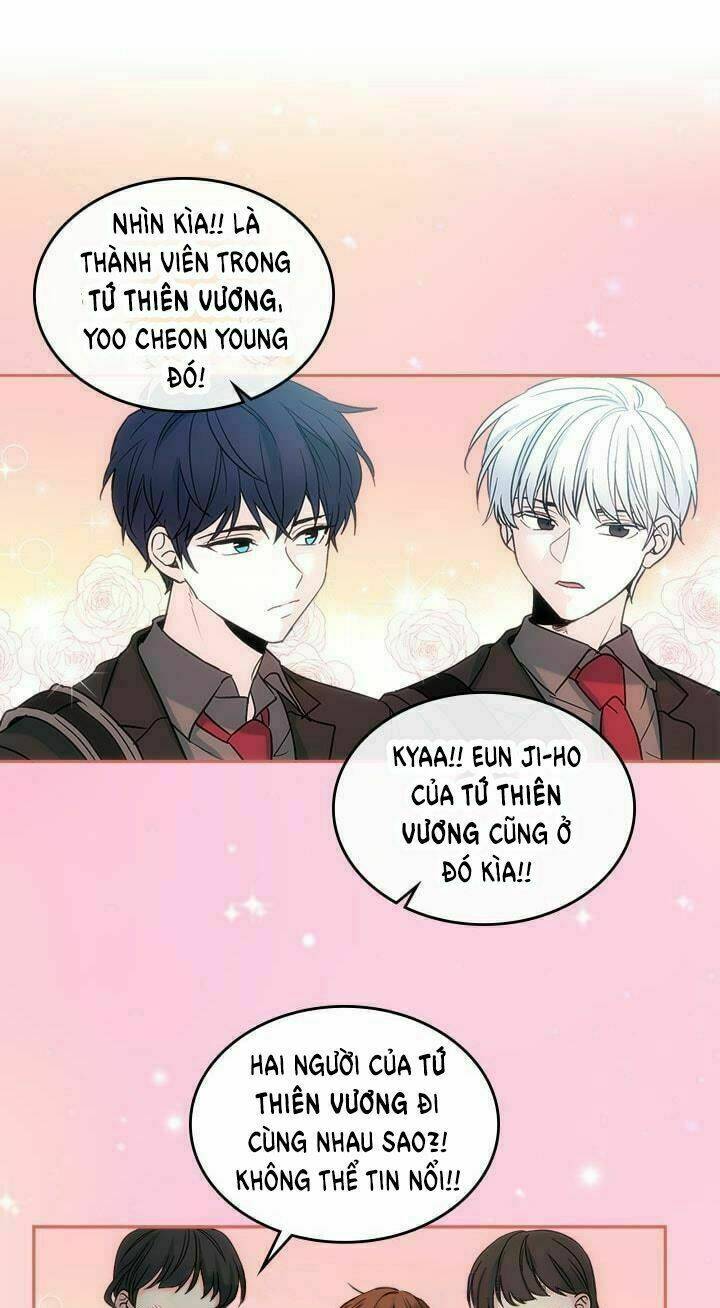 NHÌN KÌA!! LÀ
THÀNH VIÊN TRONG
TỨ THIÊN VƯƠNG,
YOO CHEON YOUNG
ĐÓ!
KYAA!! EUN JI-HO
CỦA TỨ THIÊN
VƯƠNG CŨNG Ở
ĐÓ KÌA!!
HAI NGƯỜI CỦA TỨ
THIÊN VƯƠNG ĐI
CÙNG NHAU SAO?!
KHÔNG THỂ TIN NỔI!!